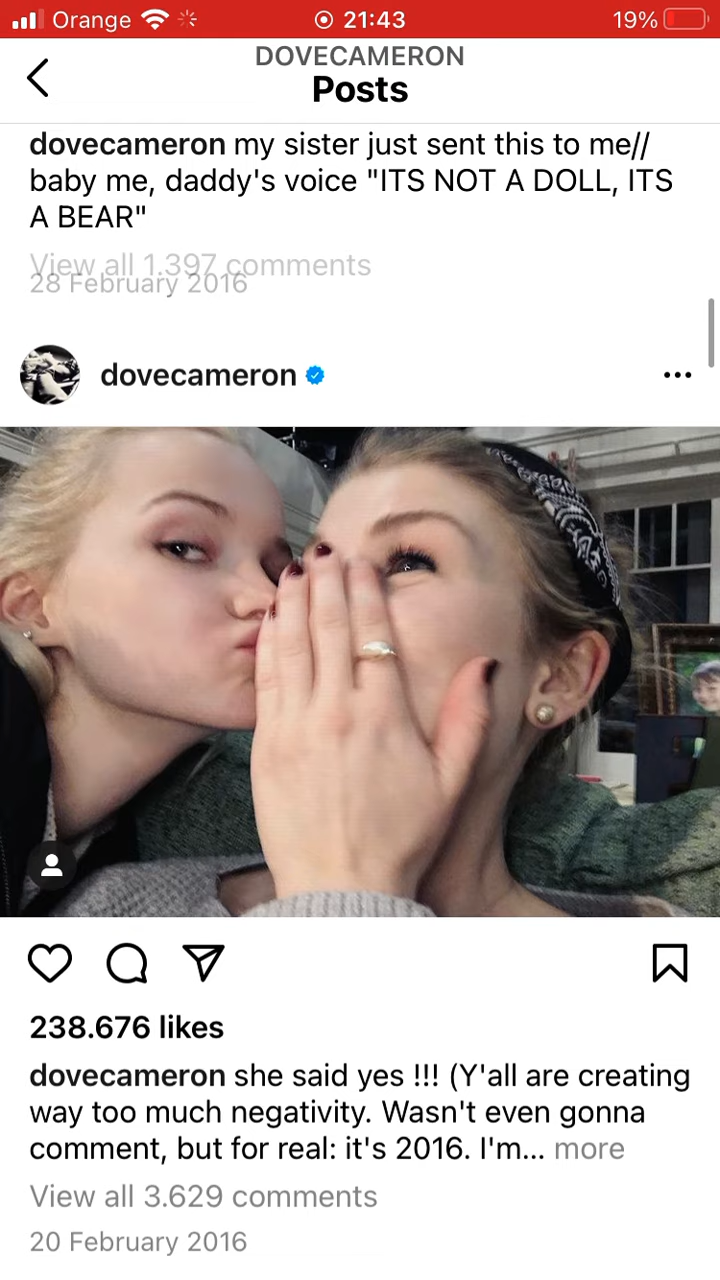 Orange 21:43 19%
DOVECAMERON
Posts
dovecameron my sister just sent this to me//
baby me, daddy's voice "ITS NOT A DOLL, ITS
A BEAR"
View all 1.397 comments
28 February 2016
dovecameron
238.676 likes
dovecameron she said yes !!! (Y'all are creating
way too much negativity. Wasn't even gonna
comment, but for real: it's 2016. I'm... more
View all 3.629 comments
20 February 2016